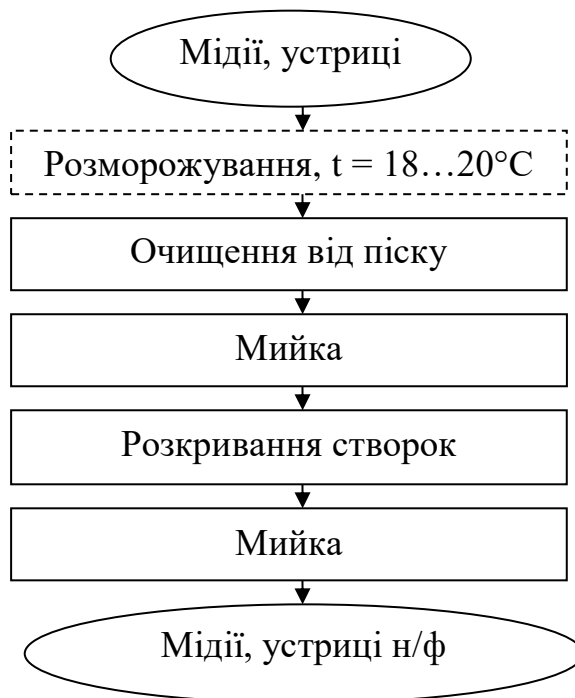 Мідії, устриці
Розморожування, t = 18…20°С
Очищення від піску
Мийка
Розкривання створок
Мийка
Мідії, устриці н/ф